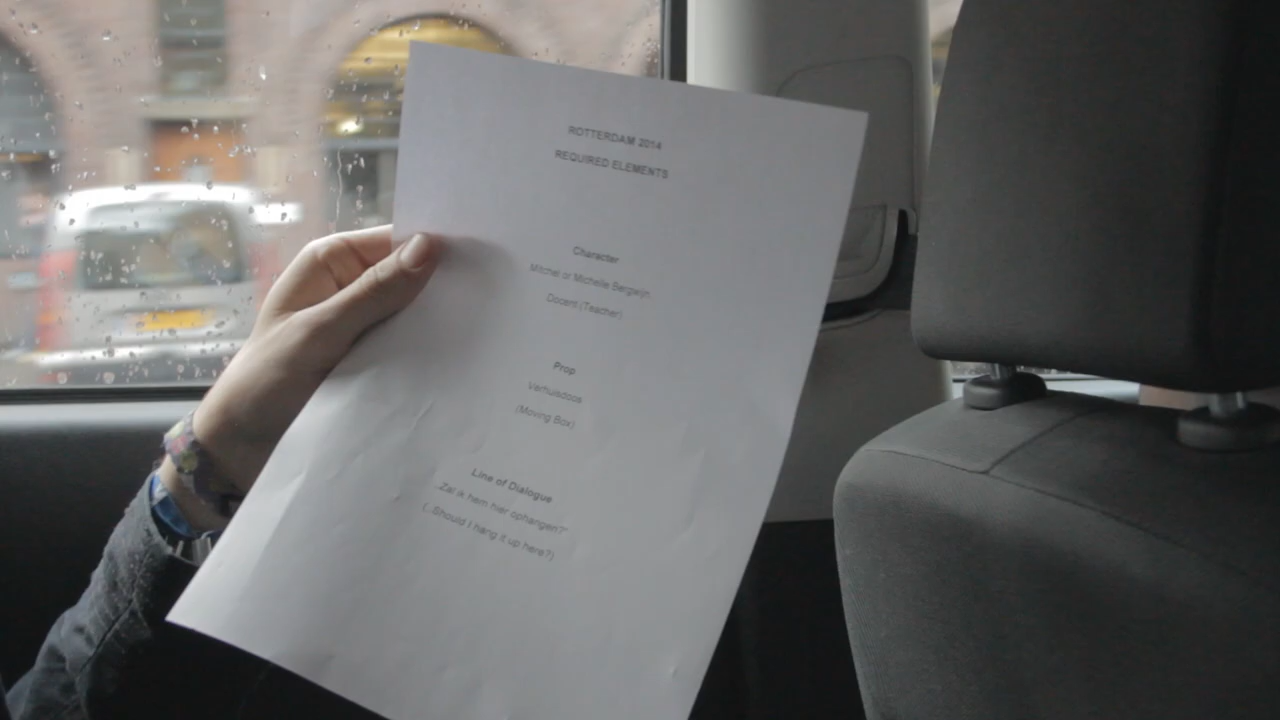 ROTTERDAM 2014
REQUIRED ELEMENTS
Character
Mitchel or Michelle Bergwijn
Docent (Teacher)
Prop
Verhuisdoos
(Moving Box)
Line of Dialogue
„Zal ik hem hier ophangen?"
(„Should I hang it up here?)